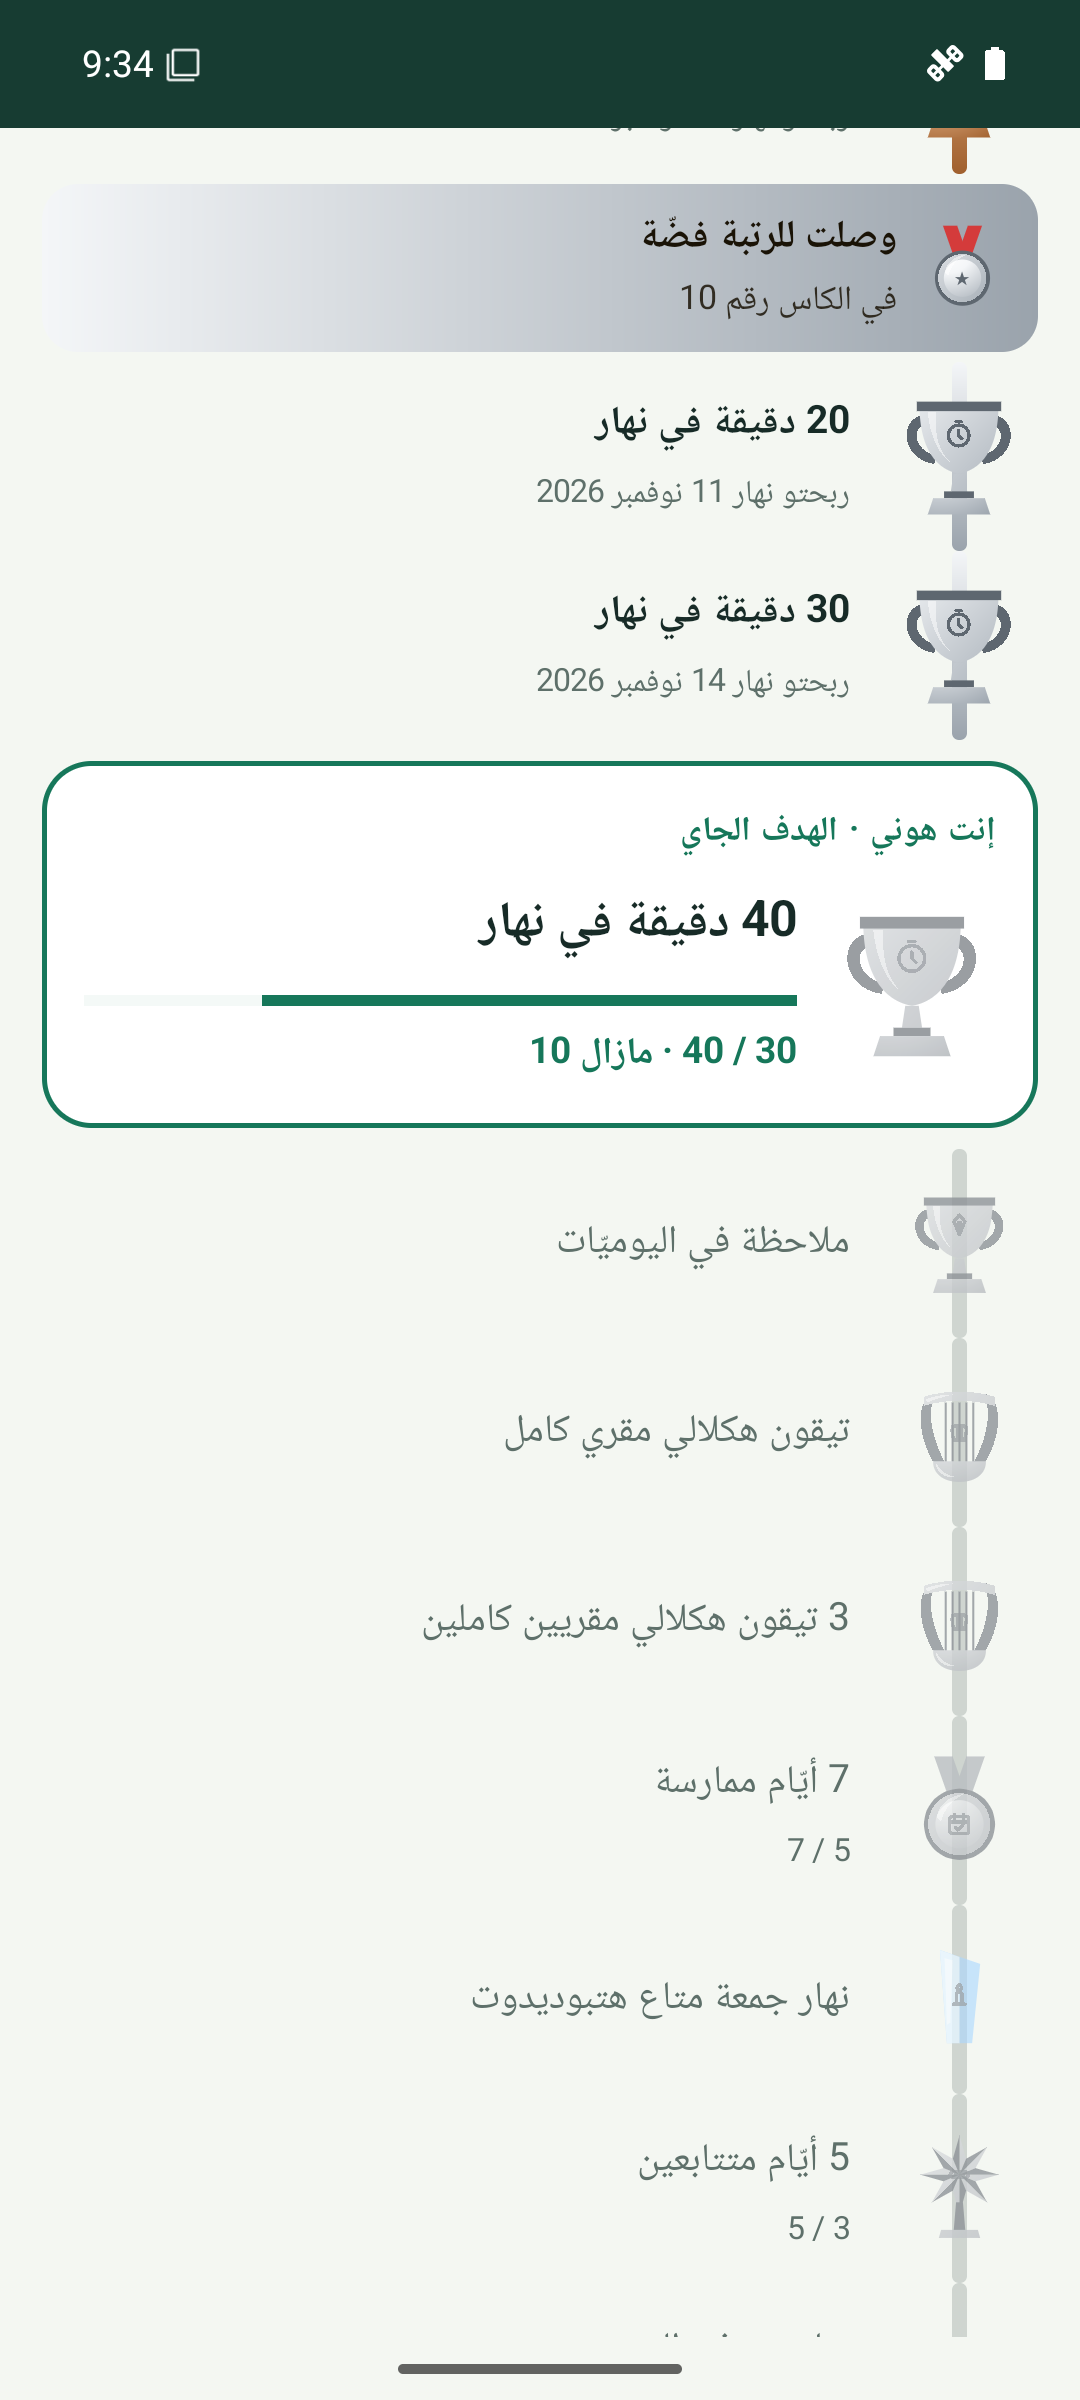 9:34
وصلت للرتبة فضّة
في الكاس رقم 10
20 دقيقة في نهار
ربحتو نهار 11 نوفمبر 2026
30 دقيقة في نهار
ربحتو نهار 14 نوفمبر 2026
إنت هوني · الهدف الجاي
40 دقيقة في نهار
30 / 40 · مازال 10
ملاحظة في اليوميّات
تيقون هكلالي مقري كامل
3 تيقون هكلالي مقريين كاملين
7 أيّام ممارسة
5 / 7
نهار جمعة متاع هتبوديدوت
5 أيّام متتابعين
3 / 5